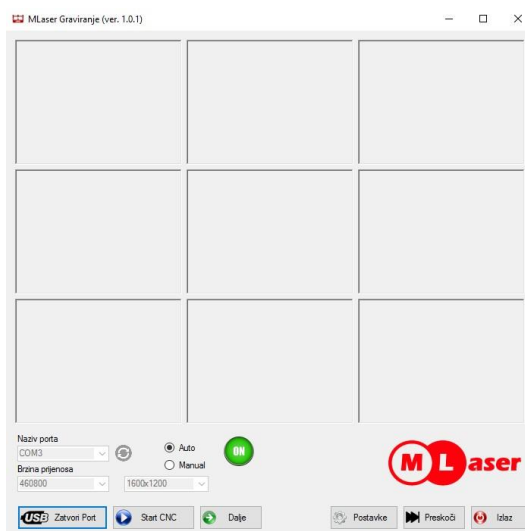 MLaser Graviranje (ver. 1.0.1)
Naziv porta
COM3
Auto
ON
Manual
Brzina prijenosa
460800
1600x1200
M Laser
USB Zatvori Port
Start CNC
Dalje
Postavke
Preskoči
Izlaz